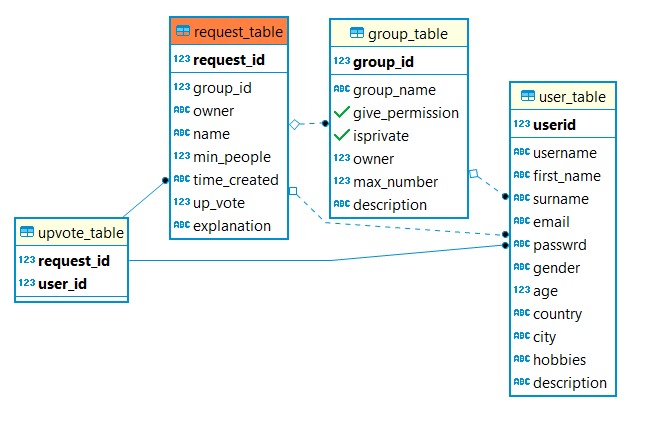 request_table
123 request_id
123 group_id
ABC owner
ABC name
123 min_people
ABC time_created
123 up_vote
ABC explanation
group_table
123 group_id
ABC group_name
give_permission
isprivate
123 owner
123 max_number
ABC description
user_table
123 userid
ABC username
ABC first_name
ABC surname
ABC email
ABC passwrd
ABC gender
123 age
ABC country
ABC city
ABC hobbies
ABC description
upvote_table
123 request_id
123 user_id